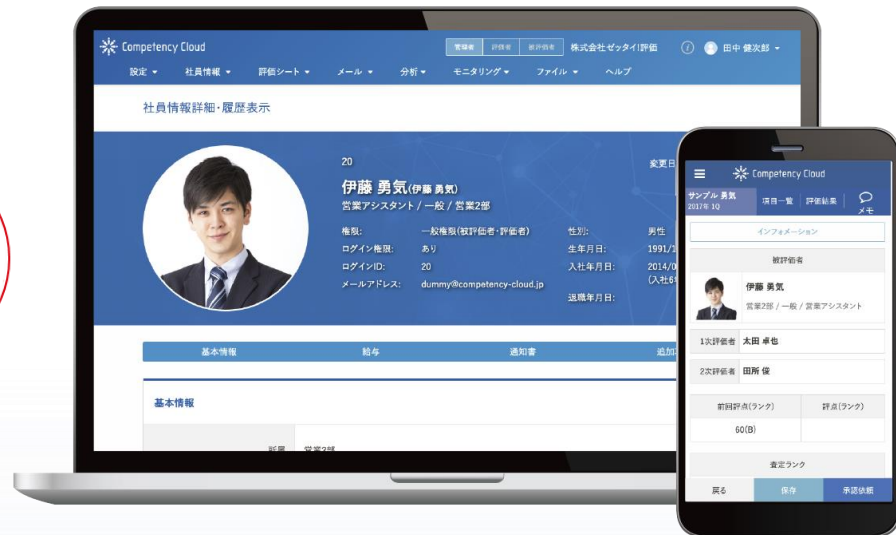 Competency Cloud
管理者 評価者 被評価者 株式会社ゼッタイ!評価 i 田中 健次郎
設定 社員情報 評価シート メール 分析 モニタリング ファイル ヘルプ
社員情報詳細・履歴表示
20
変更日
伊藤 勇気(伊藤 勇気)
営業アシスタント / 一般 / 営業2部
権限: 一般権限(被評価者・評価者) 性別: 男性
ログイン権限: あり 生年月日: 1991/1
ログインID: 20 入社年月日: 2014/0
メールアドレス: dummy@competency-cloud.jp (入社6
退職年月日:
基本情報 給与 通知書 追加
基本情報
所属 営業2部
Competency Cloud
サンプル 勇気
2017年 1Q
項目一覧 評価結果 メモ
インフォメーション
被評価者
伊藤 勇気
営業2部 / 一般 / 営業アシスタント
1次評価者 太田 卓也
2次評価者 田所 俊
前回評点(ランク) 評点(ランク)
60(B)
査定ランク
戻る 保存 承認依頼